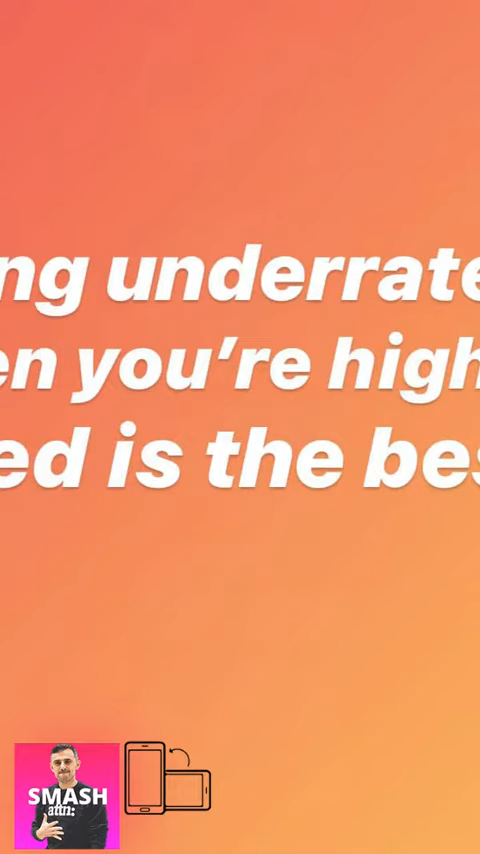 ng underrate
en you're high
ed is the bes
SMASH
attn: